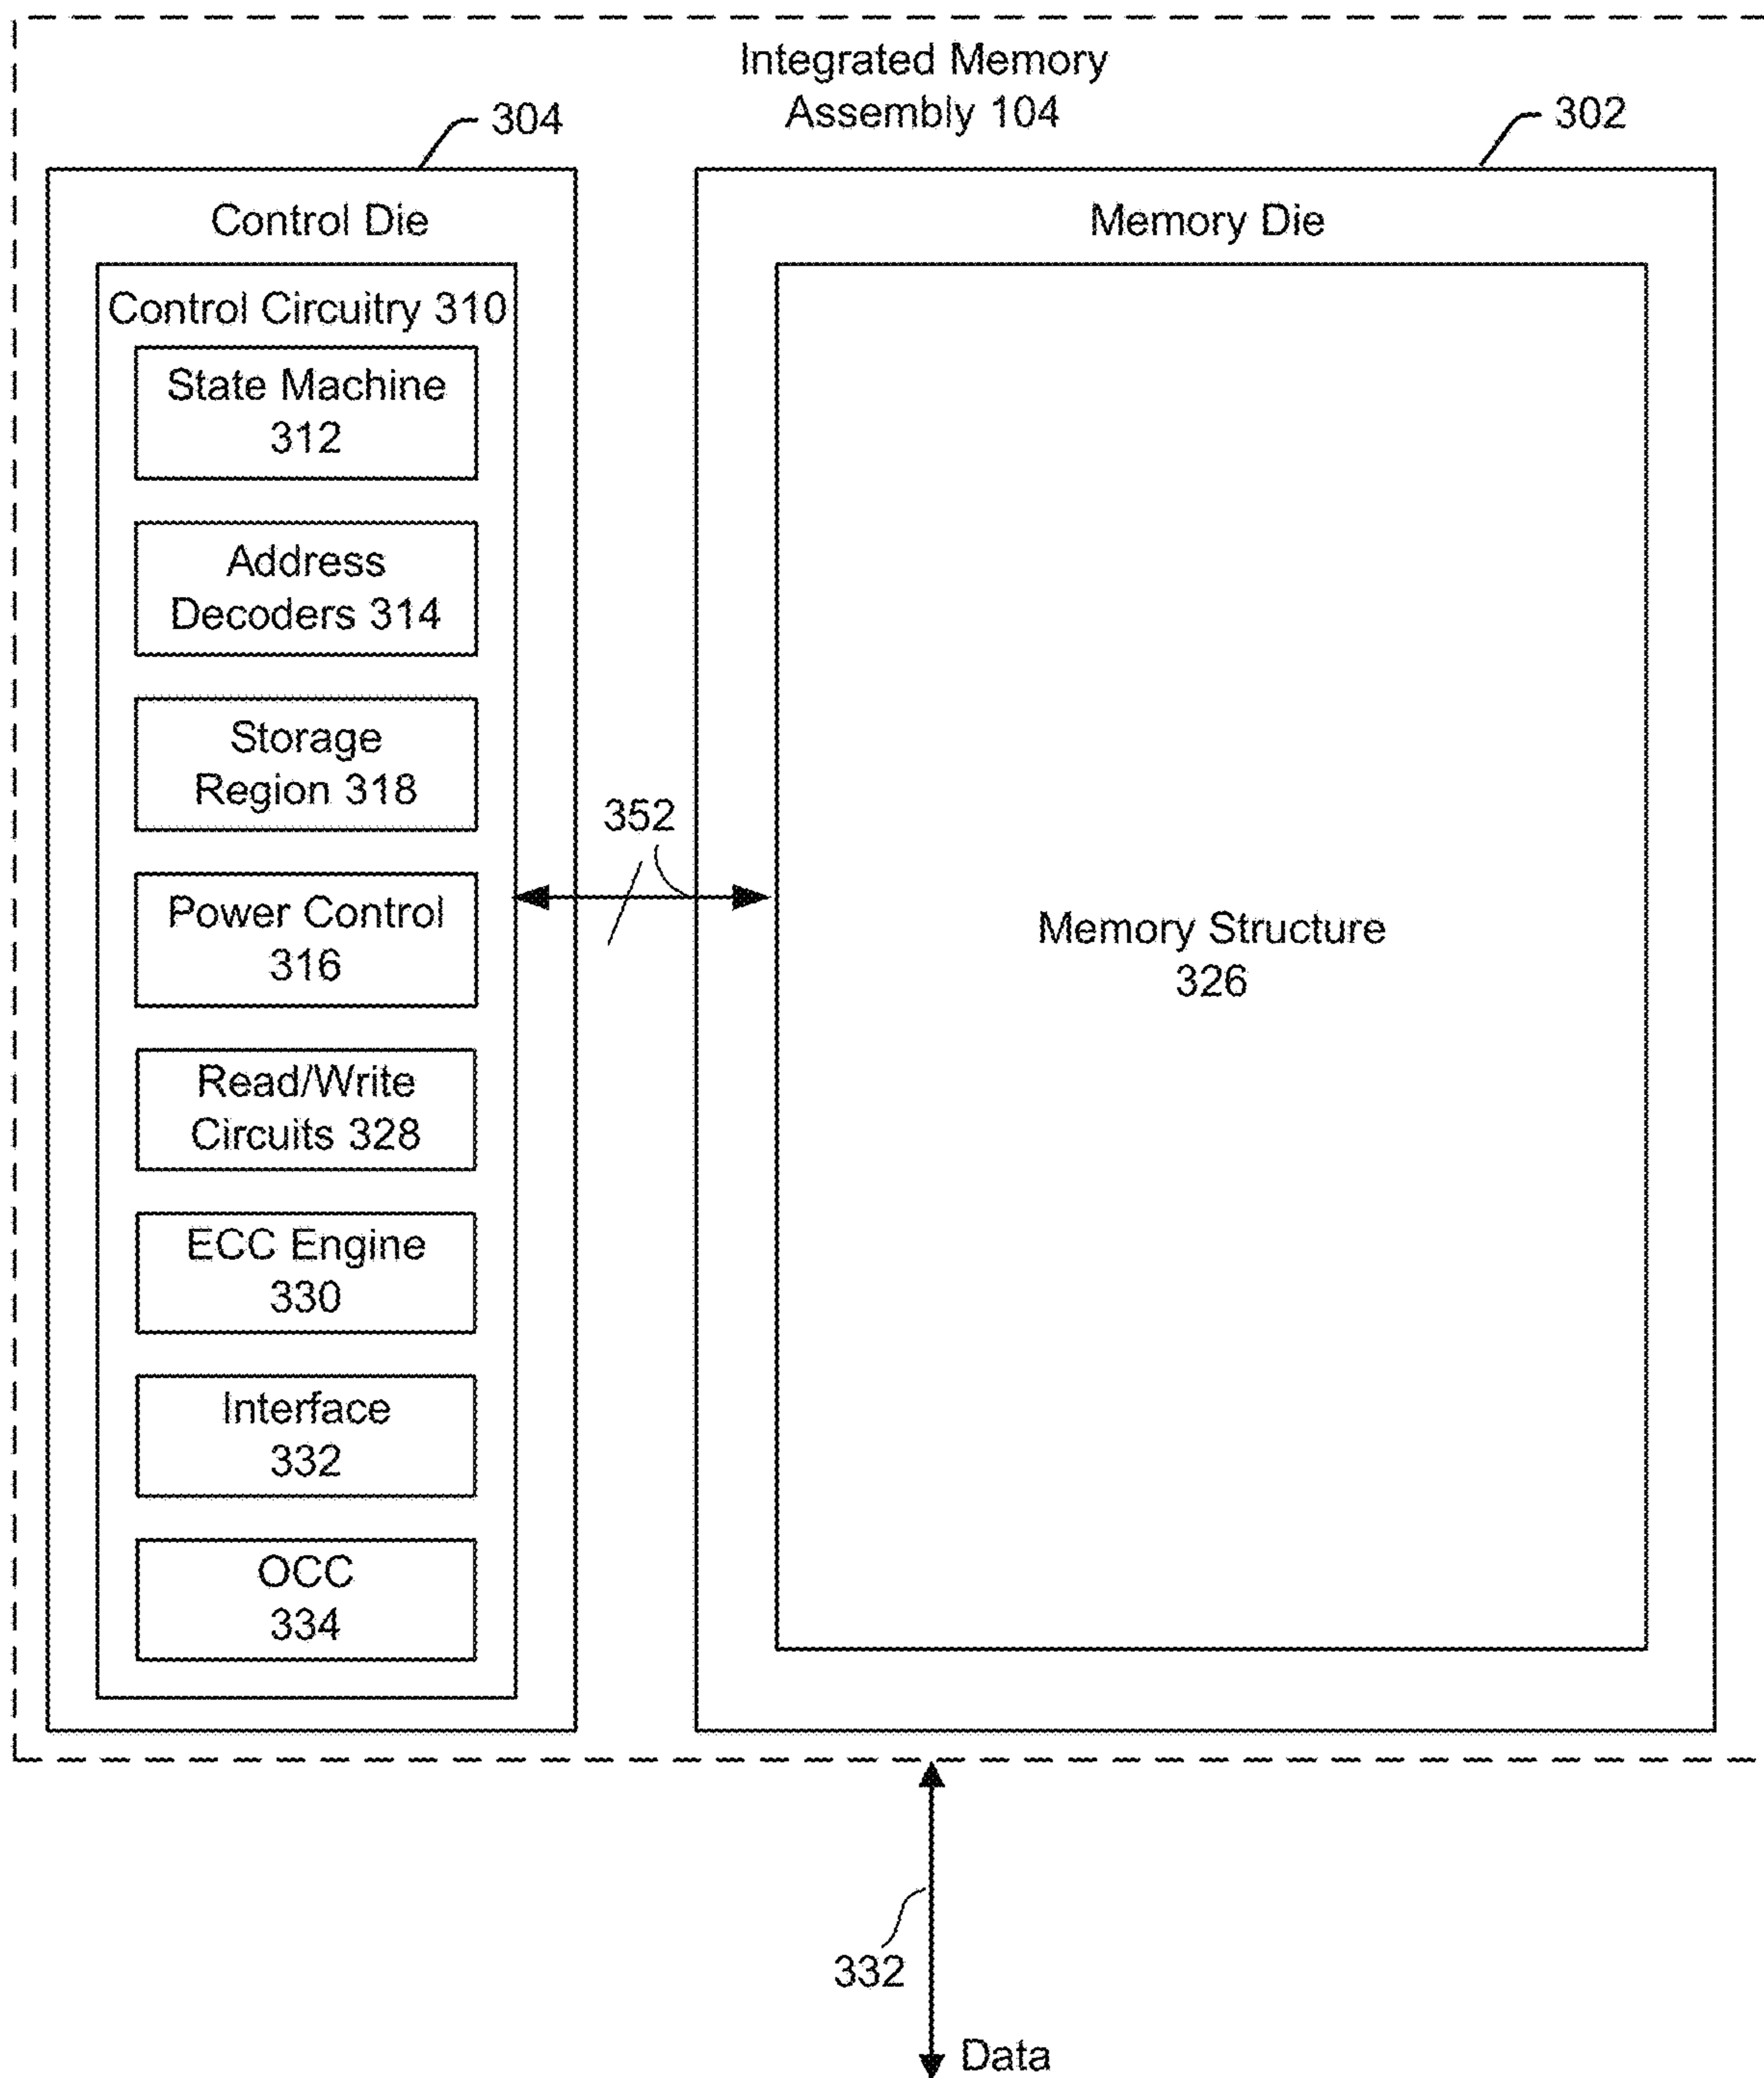 Integrated Memory
Assembly 104
304
302
Control Die
Memory Die
Control Circuitry 310
State Machine
312
Address
Decoders 314
Storage
Region 318
352
Power Control
316
Memory Structure
326
Read/Write
Circuits 328
ECC Engine
330
Interface
332
OCC
334
332
Data